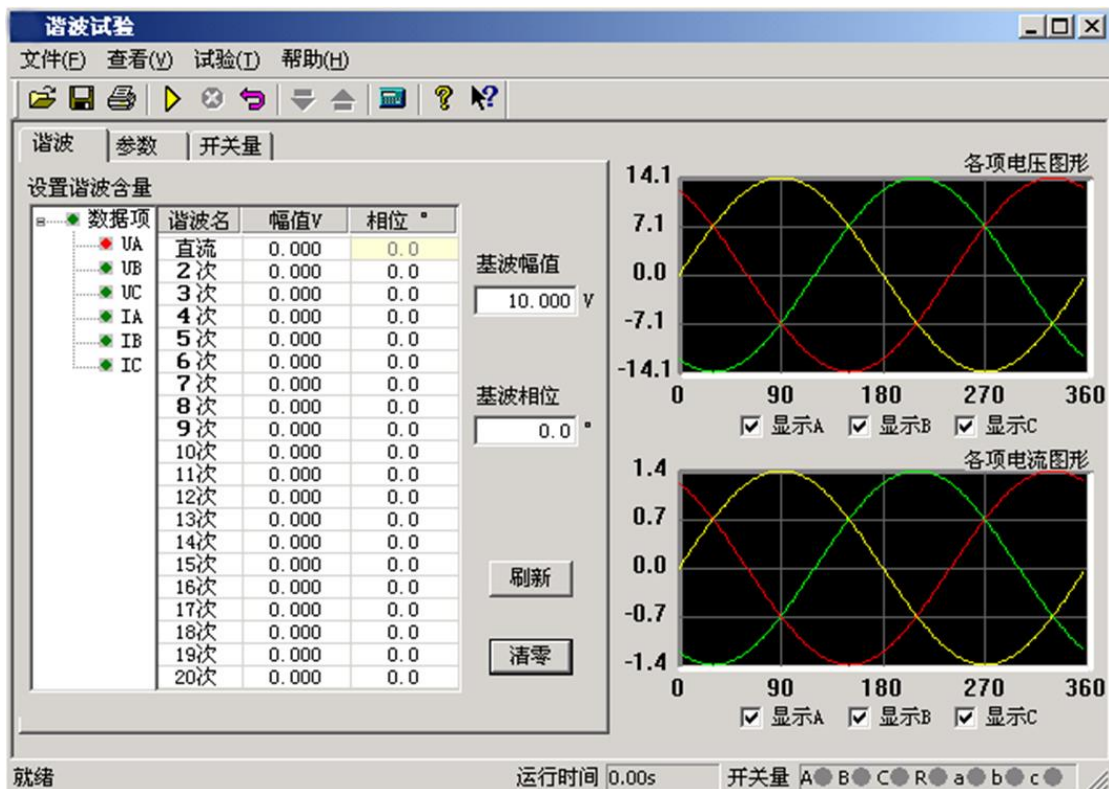 谐波试验
文件(F) 查看(V) 试验(T) 帮助(H)
谐波 参数 开关量
设置谐波含量
数据项
UA
UB
UC
IA
IB
IC
谐波名 幅值V 相位 °
直流 0.000 0.0
2次 0.000 0.0
3次 0.000 0.0
4次 0.000 0.0
5次 0.000 0.0
6次 0.000 0.0
7次 0.000 0.0
8次 0.000 0.0
9次 0.000 0.0
10次 0.000 0.0
11次 0.000 0.0
12次 0.000 0.0
13次 0.000 0.0
14次 0.000 0.0
15次 0.000 0.0
16次 0.000 0.0
17次 0.000 0.0
18次 0.000 0.0
19次 0.000 0.0
20次 0.000 0.0
基波幅值
10.000 V
基波相位
0.0 °
刷新
清零
各项电压图形
14.1
7.1
0.0
-7.1
-14.1
0 90 180 270 360
显示A 显示B 显示C
各项电流图形
1.4
0.7
0.0
-0.7
-1.4
0 90 180 270 360
显示A 显示B 显示C
就绪 运行时间 0.00s 开关量 A B C R a b c